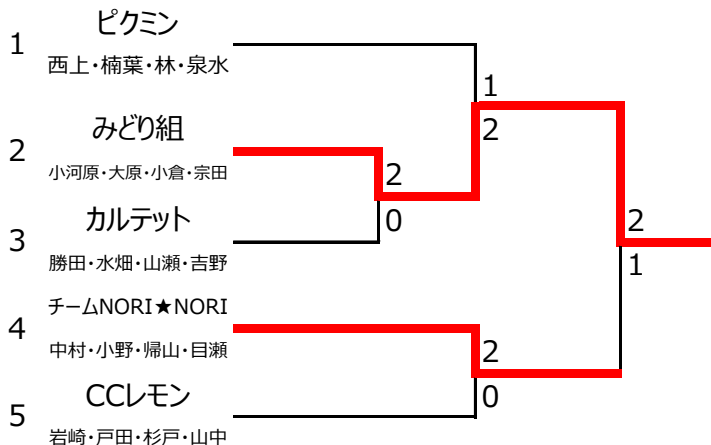 1
ピクミン
西上・楠葉・林・泉水
2
みどり組
小河原・大原・小倉・宗田
3
カルテット
勝田・水畑・山瀬・吉野
4
チームNORI★NORI
中村・小野・帰山・目瀬
5
CCレモン
岩崎・戸田・杉戸・山中
2
0
1
2
2
0
2
1